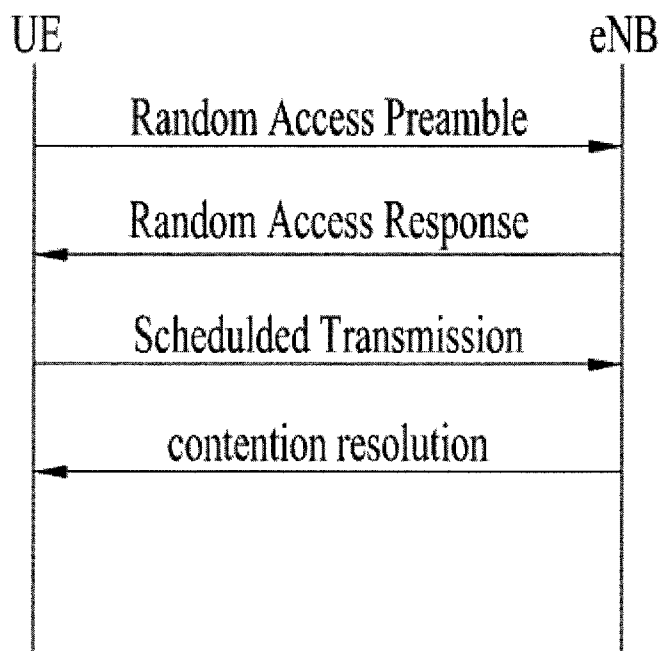 UE
eNB
Random Access Preamble
Random Access Response
Schedulded Transmission
contention resolution